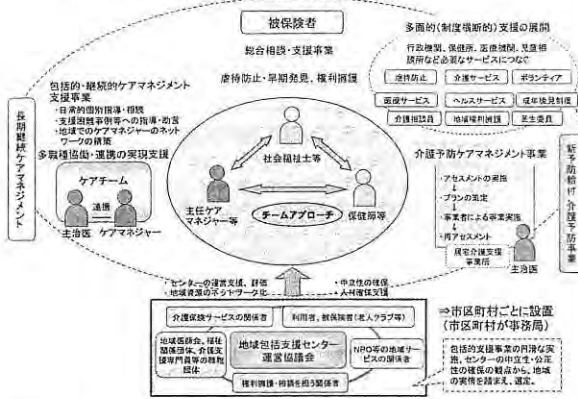 被保険者
総合相談・支援事業
虐待防止・早期発見、権利擁護
多面的(制度横断的)支援の展開
行政機関、保健所、医療機関、児童相
談所など必要なサービスにつなぐ
虐待防止
介護サービス
ボランティア
医療サービス
ヘルスサービス
成年後見制度
介護相談員
地域権利擁護
民生委員
包括的・継続的ケアマネジメント
支援事業
・日常的個別指導・相談
・支援困難事例等への指導・助言
・地域でのケアマネジャーのネット
ワークの構築
多職種協働・連携の実現支援
ケアチーム
連携
主治医
ケアマネジャー
長期継続ケアマネジメント
社会福祉士等
主任ケア
マネジャー等
保健師等
チームアプローチ
介護予防ケアマネジメント事業
・アセスメントの実施
↓
・プランの策定
↓
・事業者による事業実施
↓
・再アセスメント
居宅介護支援
事業所
主治医
新予防給付・介護予防事業
・センターの運営支援、評価
・地域資源のネットワーク化
・中立性の確保
・人材確保支援
介護保険サービスの関係者
利用者、被保険者(老人クラブ等)
地域医師会、福祉
関係団体、介護支
援専門員等の職能
団体
地域包括支援センター
運営協議会
NPO等の地域サー
ビスの関係者
権利擁護・相談を担う関係者
⇒市区町村ごとに設置
(市区町村が事務局)
包括的支援事業の円滑な実
施、センターの中立性・公正
性の確保の観点から、地域
の実情を踏まえ、選定。